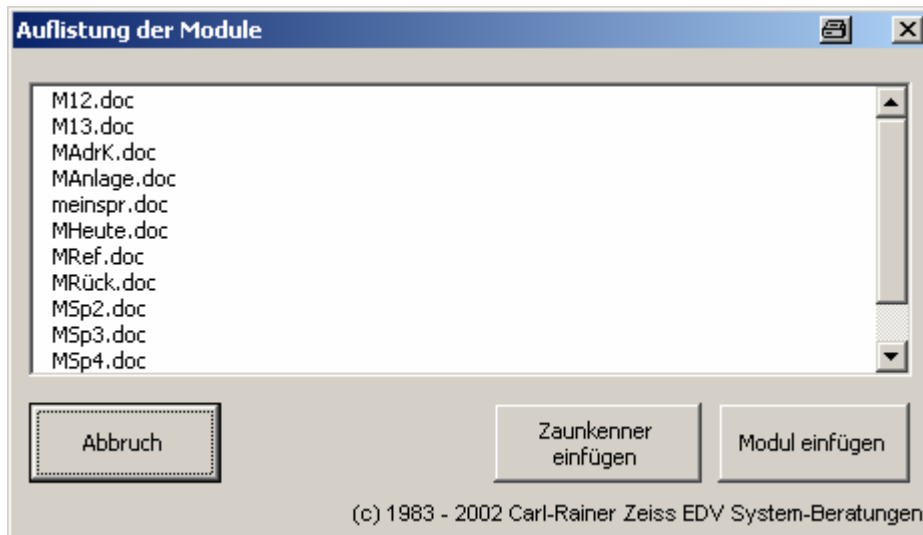 Auflistung der Module
M12.doc
M13.doc
MAdrK.doc
MAnlage.doc
meinspr.doc
MHeute.doc
MRef.doc
MRück.doc
MSp2.doc
MSp3.doc
MSp4.doc
Abbruch
Zaunkenner
einfügen
Modul einfügen
(c) 1983 - 2002 Carl-Rainer Zeiss EDV System-Beratungen